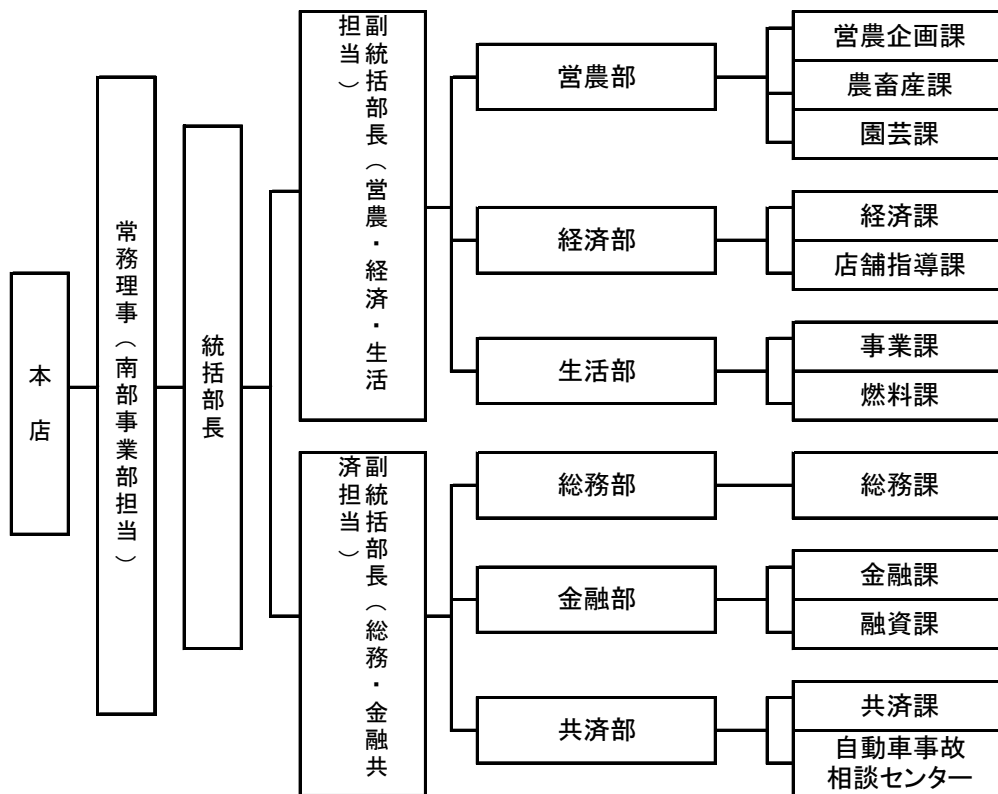 本店
常務理事（南部事業部担当）
統括部長
副統括部長（営農・経済・生活
担当）
営農部
営農企画課
農畜産課
園芸課
経済部
経済課
店舗指導課
生活部
事業課
燃料課
副統括部長（総務・金融共
済担当）
総務部
総務課
金融部
金融課
融資課
共済部
共済課
自動車事故
相談センター